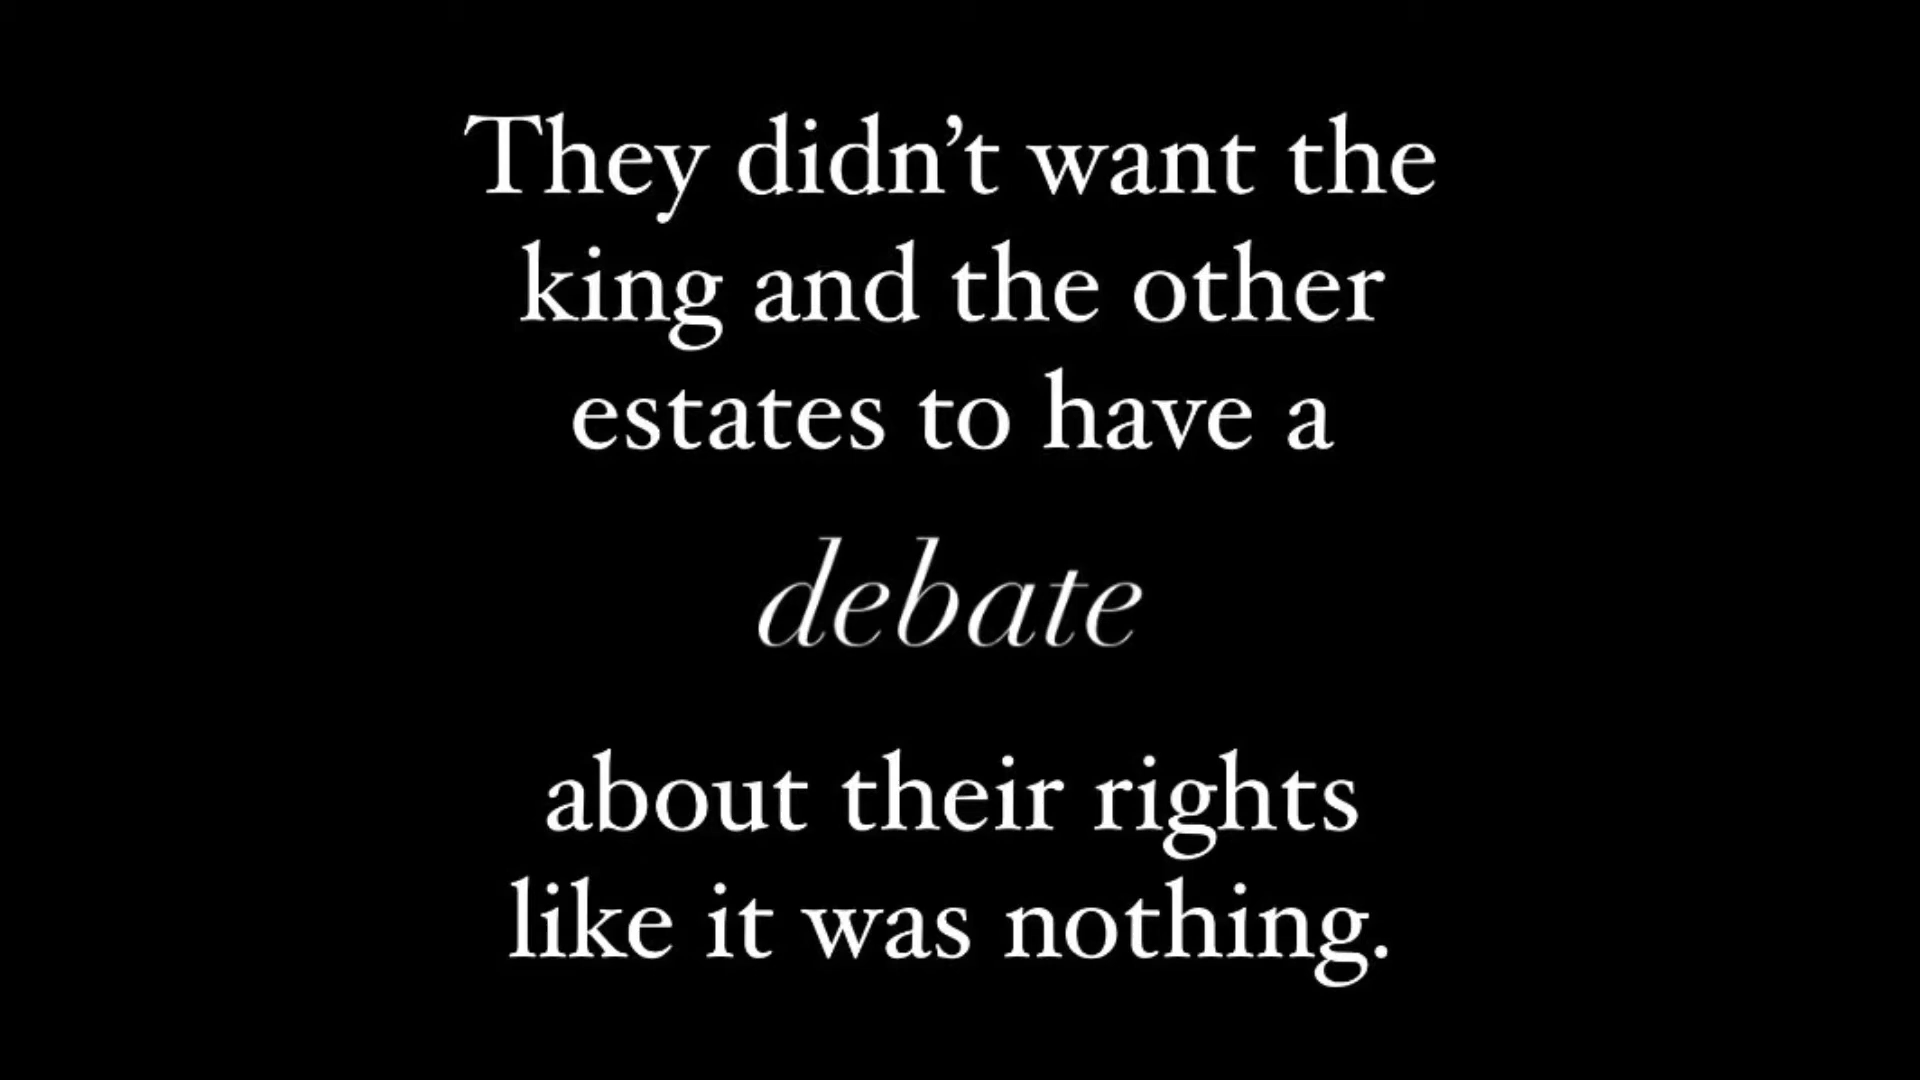 They didn’t want the
king and the other
estates to have a
debate
about their rights
like it was nothing.